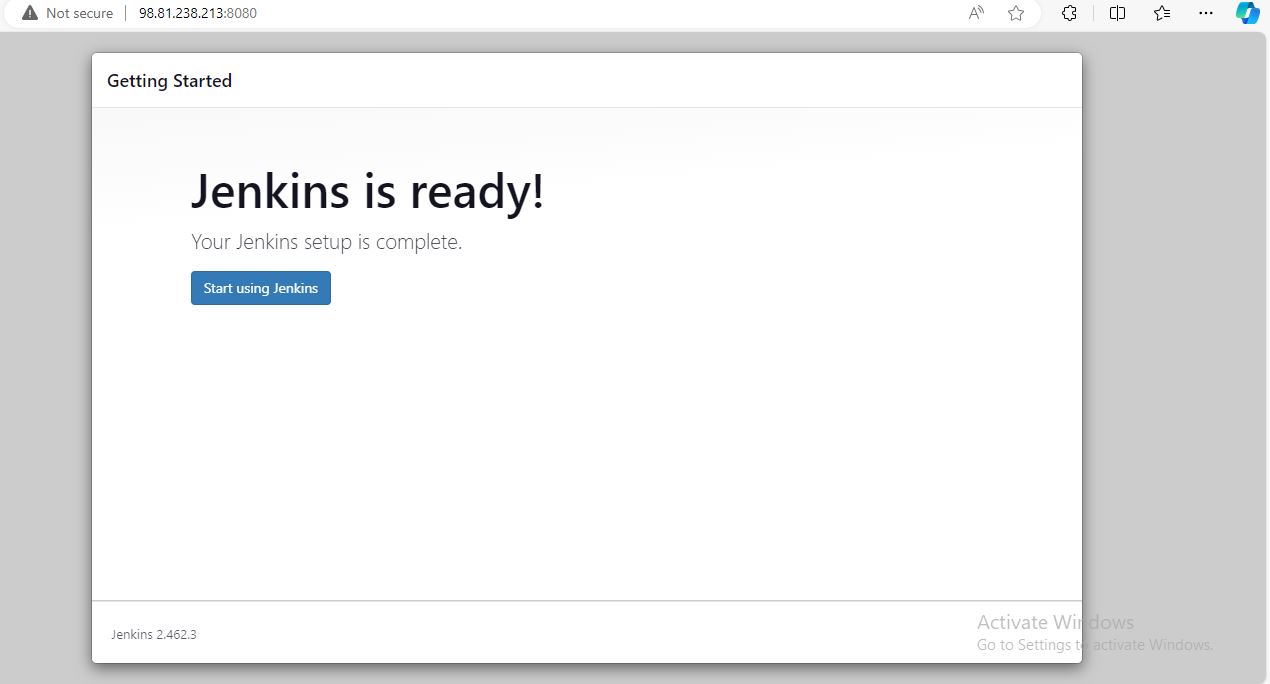 Not secure 98.81.238.213:8080
Getting Started
Jenkins is ready!
Your Jenkins setup is complete.
Start using Jenkins
Jenkins 2.462.3
Activate Windows
Go to Settings to activate Windows.